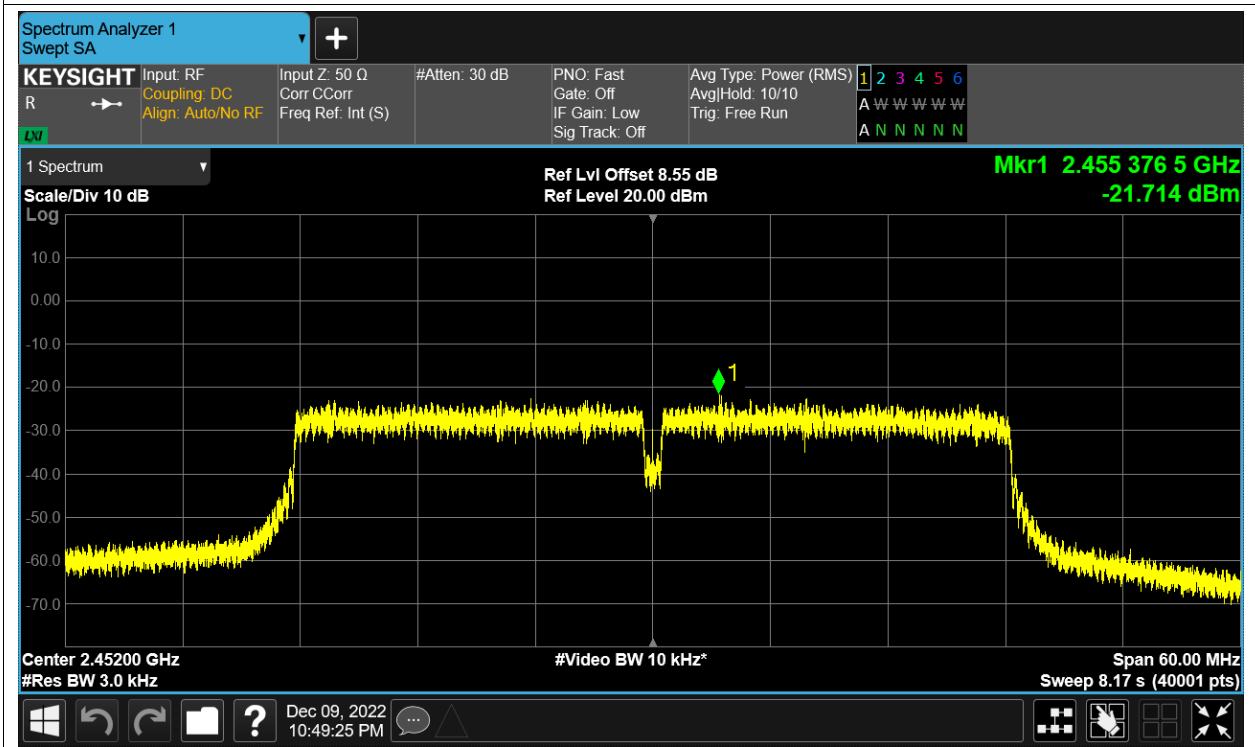 Spectrum Analyzer 1
Swept SA
KEYSIGHT
R
LXI
Input: RF
Coupling: DC
Align: Auto/No RF
Input Z: 50 Ω
Corr CCorr
Freq Ref: Int (S)
#Atten: 30 dB
PNO: Fast
Gate: Off
IF Gain: Low
Sig Track: Off
Avg Type: Power (RMS)
Avg|Hold: 10/10
Trig: Free Run
1 2 3 4 5 6
A W W W W W
A N N N N N
1 Spectrum
Scale/Div 10 dB
Log
Ref Lvl Offset 8.55 dB
Ref Level 20.00 dBm
Mkr1 2.455 376 5 GHz
-21.714 dBm
10.0
0.00
-10.0
-20.0
-30.0
-40.0
-50.0
-60.0
-70.0
1
Center 2.45200 GHz
#Res BW 3.0 kHz
#Video BW 10 kHz*
Span 60.00 MHz
Sweep 8.17 s (40001 pts)
?
Dec 09, 2022
10:49:25 PM